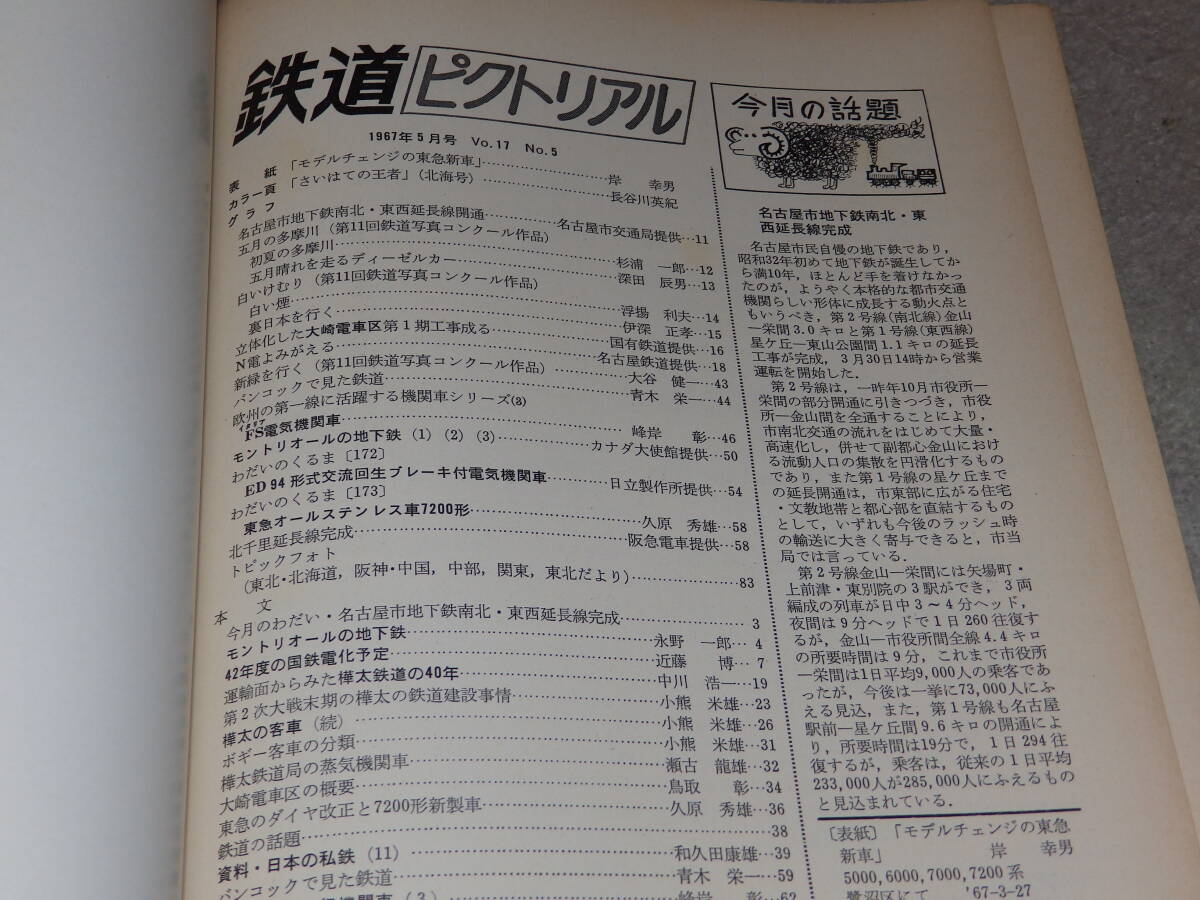 鉄道ピクトリアル
1967年5月号 Vo.17 No.5
表紙「モデルチェンジの東急新車」……岸 幸男
カラー頁「さいはての王者」(北海号)……長谷川英紀
グラフ
名古屋市地下鉄南北・東西延長線開通……名古屋市交通局提供…11
五月の多摩川(第11回鉄道写真コンクール作品)
初夏の多摩川……杉浦 一郎…12
五月晴れを走るディーゼルカー……深田 辰男…13
白いけむり(第11回鉄道写真コンクール作品)
白い煙……浮揚 利夫…14
裏日本を行く……伊深 正孝…15
立体化した大崎電車区第1期工事成る……国有鉄道提供…16
N電よみがえる……名古屋鉄道提供…18
新緑を行く(第11回鉄道写真コンクール作品)……大谷 健一…43
バンコックで見た鉄道……青木 栄一…44
欧州の第一線に活躍する機関車シリーズ(3)
イタリアFS電気機関車……峰岸 彰…46
モントリオールの地下鉄(1)(2)(3)……カナダ大使館提供…50
わだいのくるま〔172〕
ED94形式交流回生ブレーキ付電気機関車……日立製作所提供…54
わだいのくるま〔173〕
東急オールステンレス車7200形……久原 秀雄…58
北千里延長線完成……阪急電車提供…58
トピックフォト
(東北・北海道,阪神・中国,中部,関東,東北だより)……83
本文
今月のわだい・名古屋市地下鉄南北・東西延長線完成……3
モントリオールの地下鉄……永野 一郎…4
42年度の国鉄電化予定……近藤 博…7
運輸面からみた樺太鉄道の40年……中川 浩一…19
第2次大戦末期の樺太の鉄道建設事情……小熊 米雄…23
樺太の客車(続)……小熊 米雄…26
ボギー客車の分類……小熊 米雄…31
樺太鉄道局の蒸気機関車……瀬古 龍雄…32
大崎電車区の概要……鳥取 彰…34
東急のダイヤ改正と7200形新製車……久原 秀雄…36
鉄道の話題……38
資料・日本の私鉄(11)……和久田康雄…39
バンコックで見た鉄道……青木 栄一…59
機関車(3)……峰岸 彰…62
今月の話題
名古屋市地下鉄南北・東
西延長線完成
名古屋市民自慢の地下鉄であり,
昭和32年初めて地下鉄が誕生してか
ら満10年,ほとんど手を着けなかっ
たのが,ようやく本格的な都市交通
機関らしい形体に成長する動火点と
もいうべき,第2号線(南北線)金山
―栄間3.0キロと第1号線(東西線)
星ケ丘―東山公園間1.1キロの延長
工事が完成,3月30日14時から営業
運転を開始した.
第2号線は,一昨年10月市役所―
栄間の部分開通に引きつづき,市役
所―金山間を全通することにより,
市南北交通の流れをはじめて大量・
高速化し,併せて副都心金山におけ
る流動人口の集散を円滑化するもの
であり,また第1号線の星ケ丘まで
の延長開通は,市東部に広がる住宅
・文教地帯と都心部を直結するもの
として,いずれも今後のラッシュ時
の輸送に大きく寄与できると,市当
局では言っている.
第2号線金山―栄間には矢場町・
上前津・東別院の3駅ができ,3両
編成の列車が日中3~4分ヘッド,
夜間は9分ヘッドで1日260往復す
るが,金山―市役所間全線4.4キロ
の所要時間は9分,これまで市役所
―栄間は1日平均9,000人の乗客であ
ったが,今後は一挙に73,000人にふ
える見込,また,第1号線も名古屋
駅前―星ケ丘間9.6キロの開通によ
り,所要時間は19分で,1日294往
復するが,乗客は,従来の1日平均
233,000人が285,000人にふえるもの
と見込まれている.
〔表紙〕「モデルチェンジの東急
新車」 岸 幸男
5000,6000,7000,7200系
鷺沼区にて '67-3-27